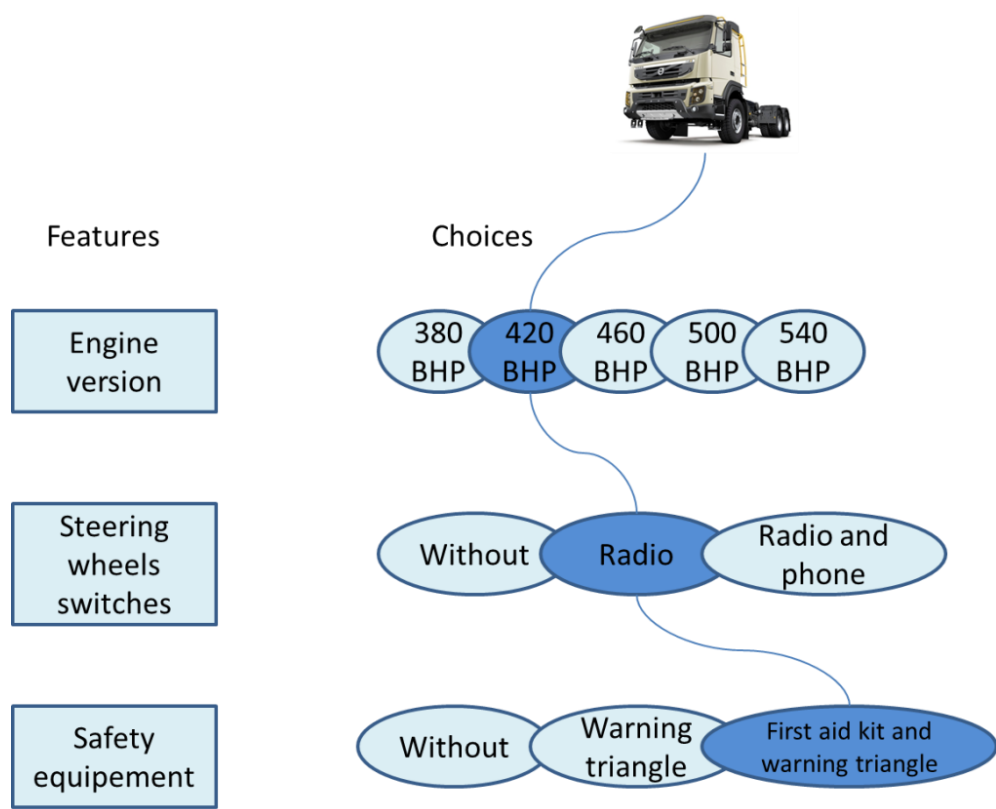 Features
Choices
Engine
version
380
BHP
420
BHP
460
BHP
500
BHP
540
BHP
Steering
wheels
switches
Without
Radio
Radio and
phone
Safety
equipement
Without
Warning
triangle
First aid kit and
warning triangle